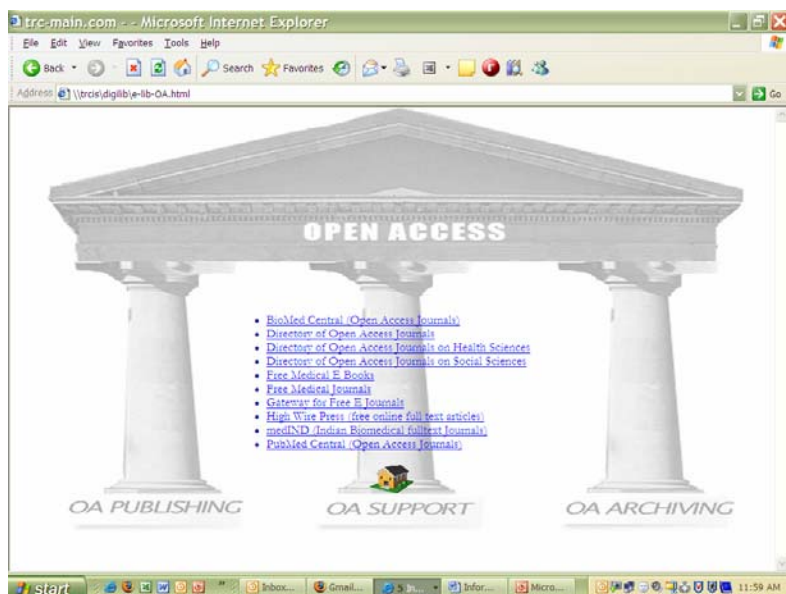 trc-main.com - - Microsoft Internet Explorer
File Edit View Favorites Tools Help
Back Search Favorites
Address \\trcis\digilib\e-lib-OA.html Go
OPEN ACCESS
BioMed Central (Open Access Journals)
Directory of Open Access Journals
Directory of Open Access Journals on Health Sciences
Directory of Open Access Journals on Social Sciences
Free Medical E Books
Free Medical Journals
Gateway for Free E Journals
High Wire Press (free online full text articles)
medIND (Indian Biomedical fulltext Journals)
PubMed Central (Open Access Journals)
OA PUBLISHING OA SUPPORT OA ARCHIVING
start Inbox... Gmail... Infor... Micro... 11:59 AM